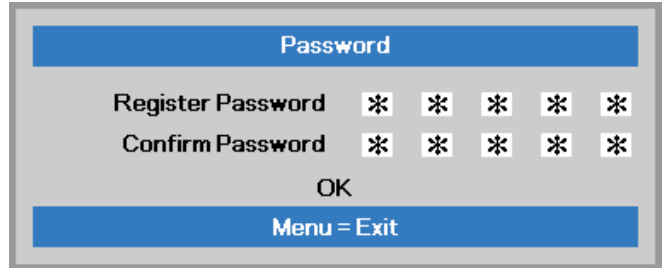 Password
Register Password * * * * *
Confirm Password * * * * *
OK
Menu = Exit